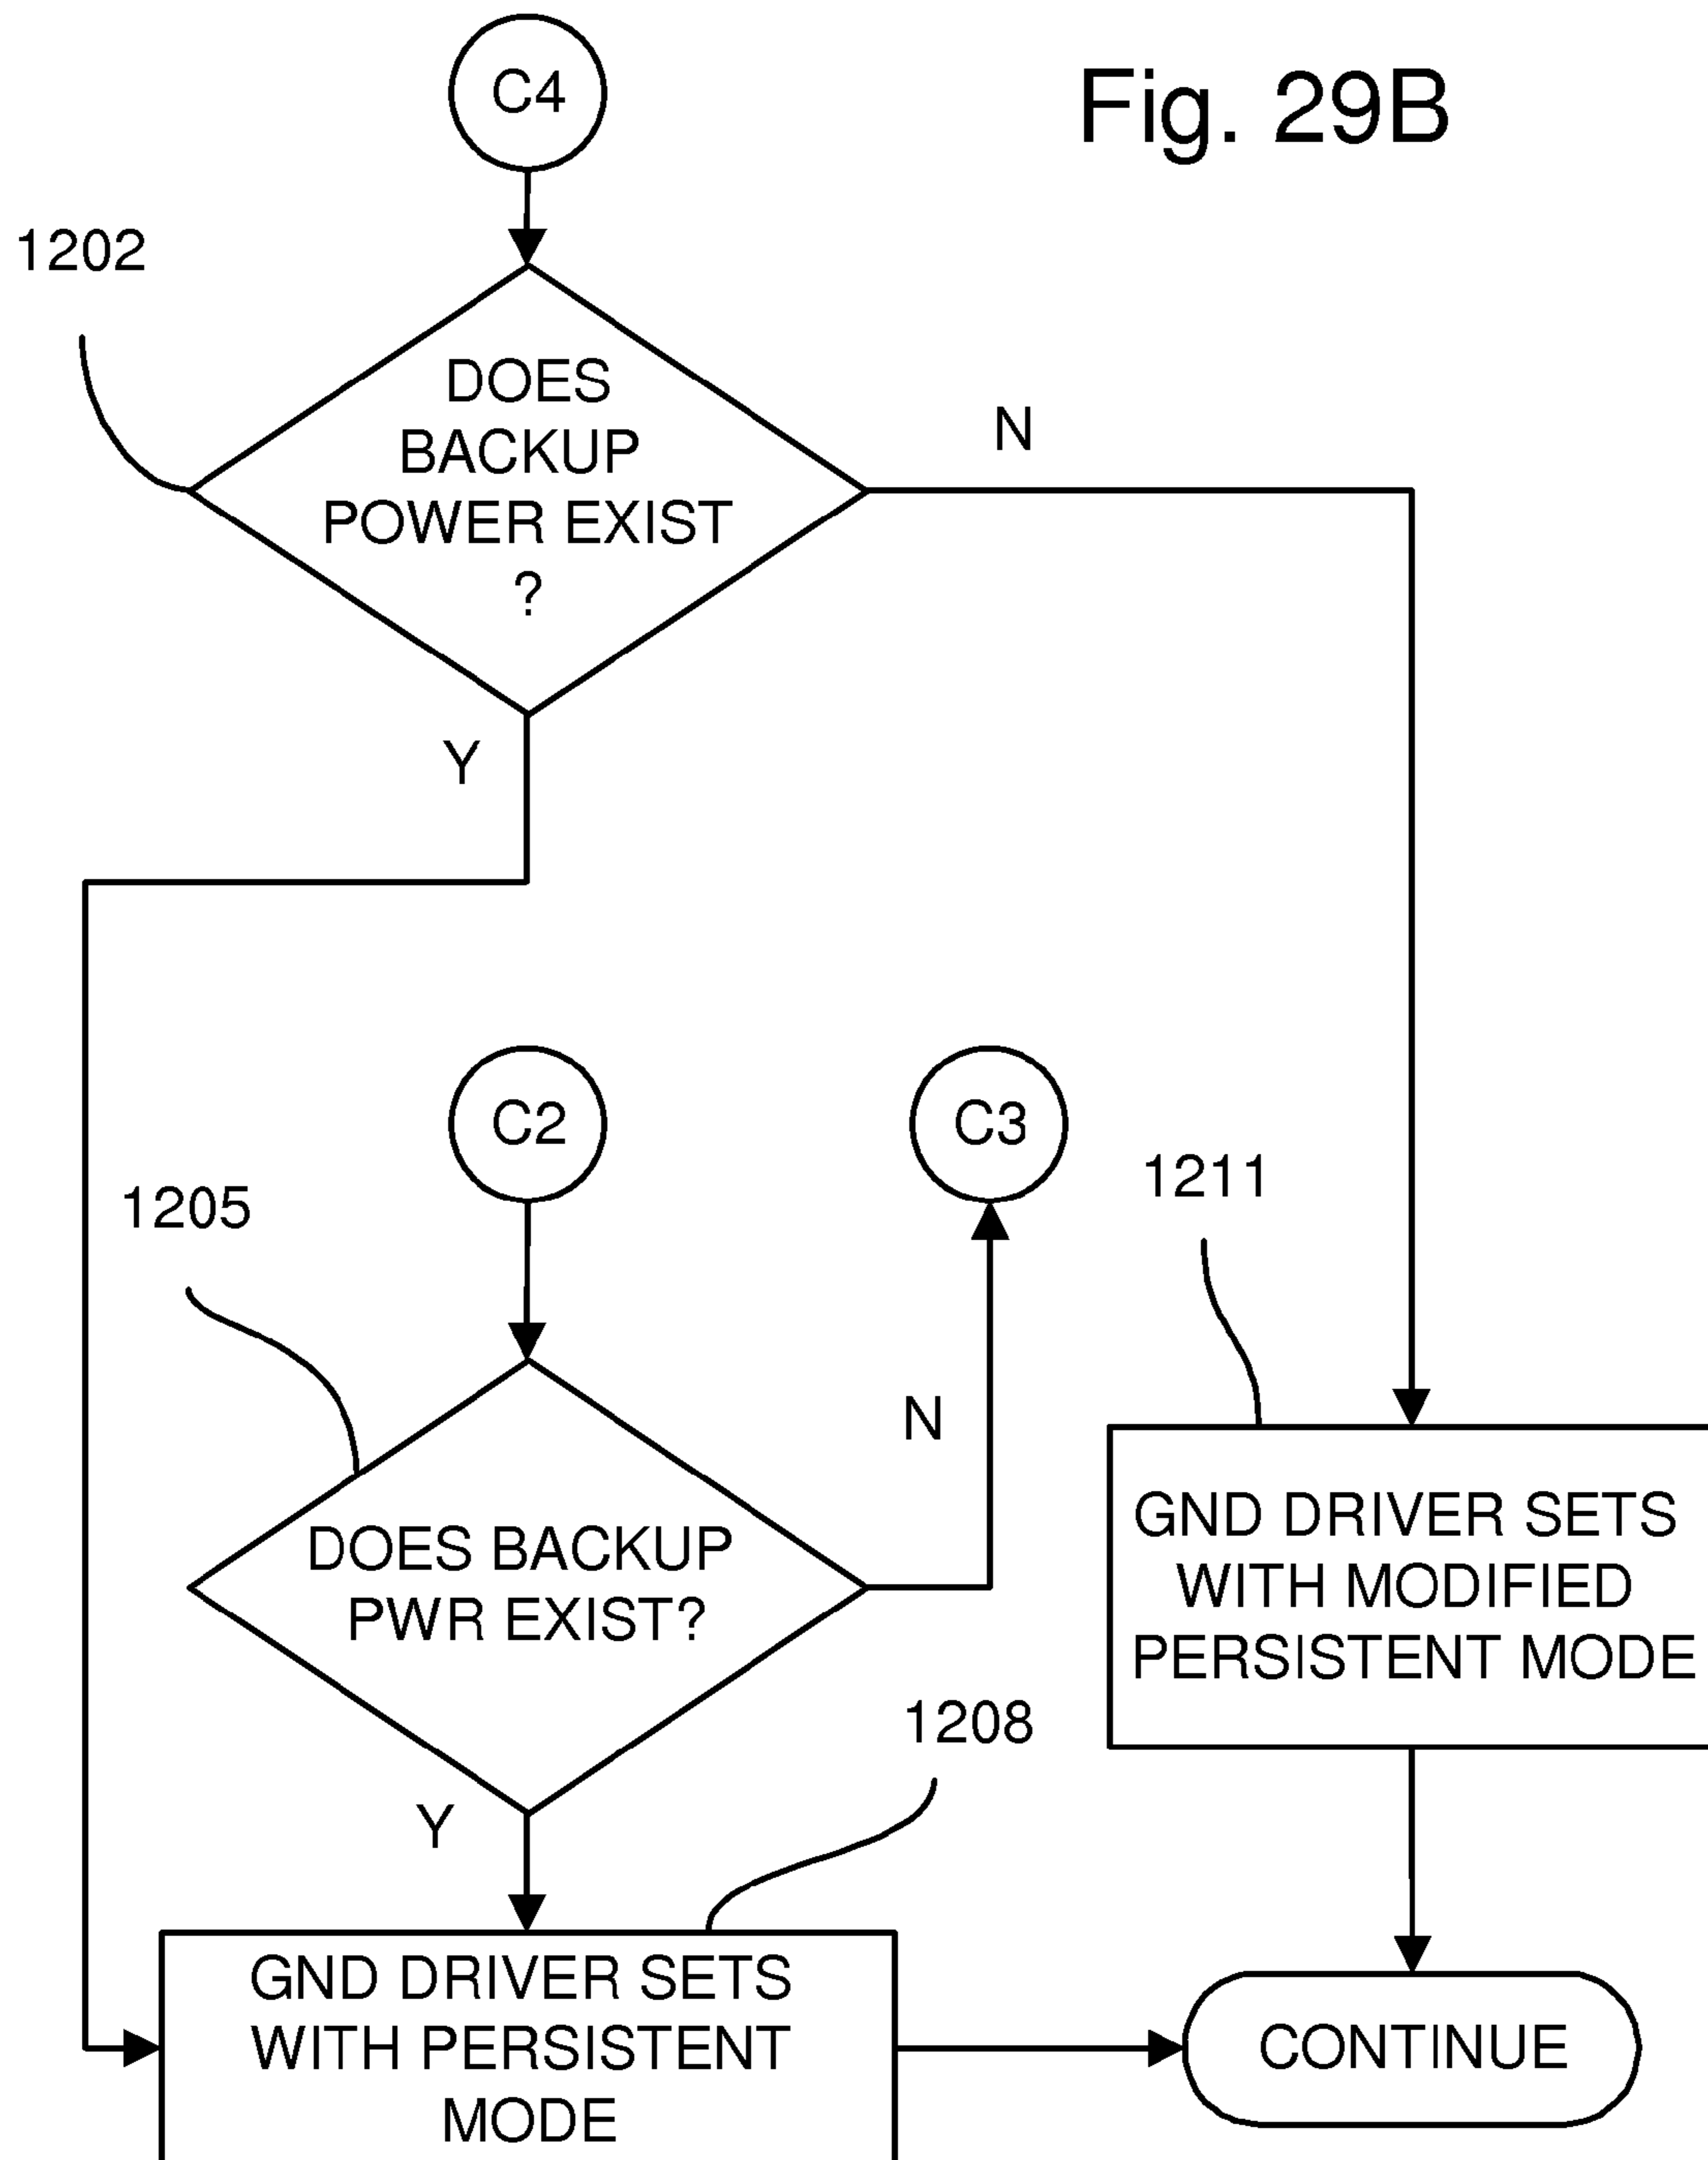 C4
Fig. 29B
1202
DOES
BACKUP
POWER EXIST
?
N
Y
C2
C3
1211
1205
N
DOES BACKUP
PWR EXIST?
GND DRIVER SETS
WITH MODIFIED
PERSISTENT MODE
1208
Y
GND DRIVER SETS
WITH PERSISTENT
MODE
CONTINUE